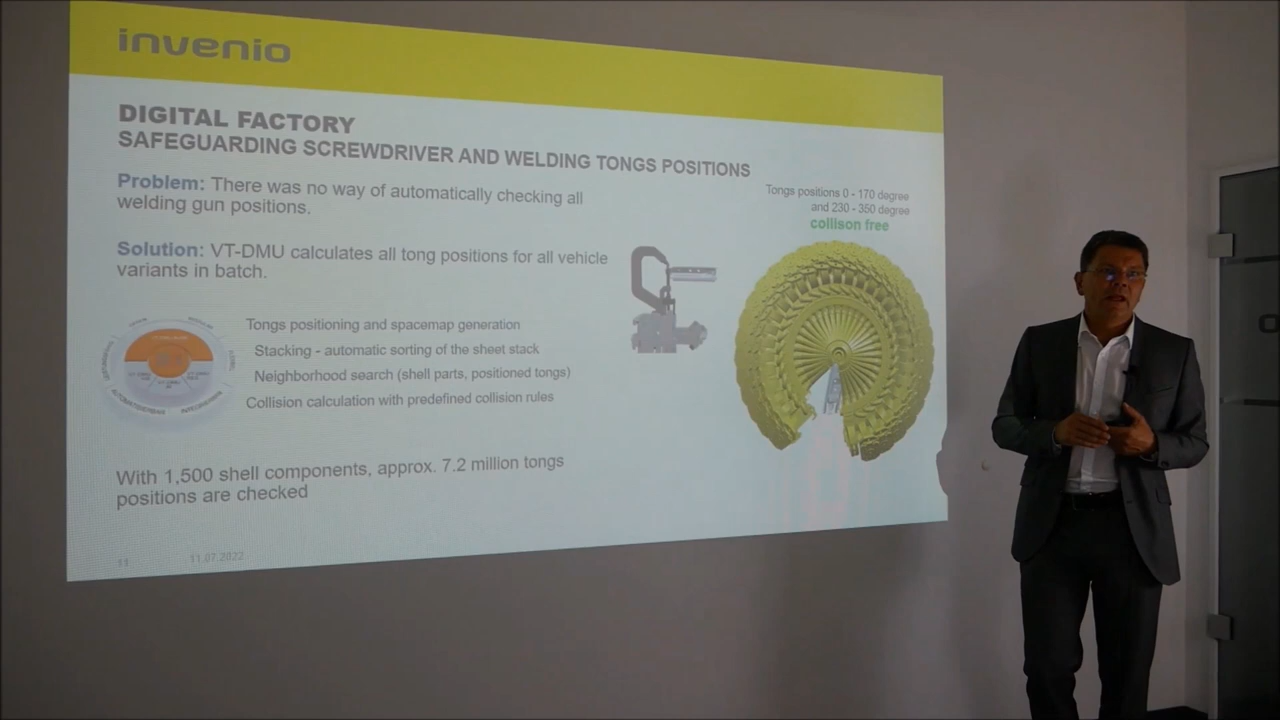 invenio
DIGITAL FACTORY
SAFEGUARDING SCREWDRIVER AND WELDING TONGS POSITIONS
Problem: There was no way of automatically checking all
welding gun positions.
Solution: VT-DMU calculates all tong positions for all vehicle
variants in batch.
Tongs positions 0 - 170 degree
and 230 - 350 degree
collison free
Tongs positioning and spacemap generation
Stacking - automatic sorting of the sheet stack
Neighborhood search (shell parts, positioned tongs)
Collision calculation with predefined collision rules
AUTOMATISIERBAR
With 1,500 shell components, approx. 7.2 million tongs
positions are checked
11 11.07.2022